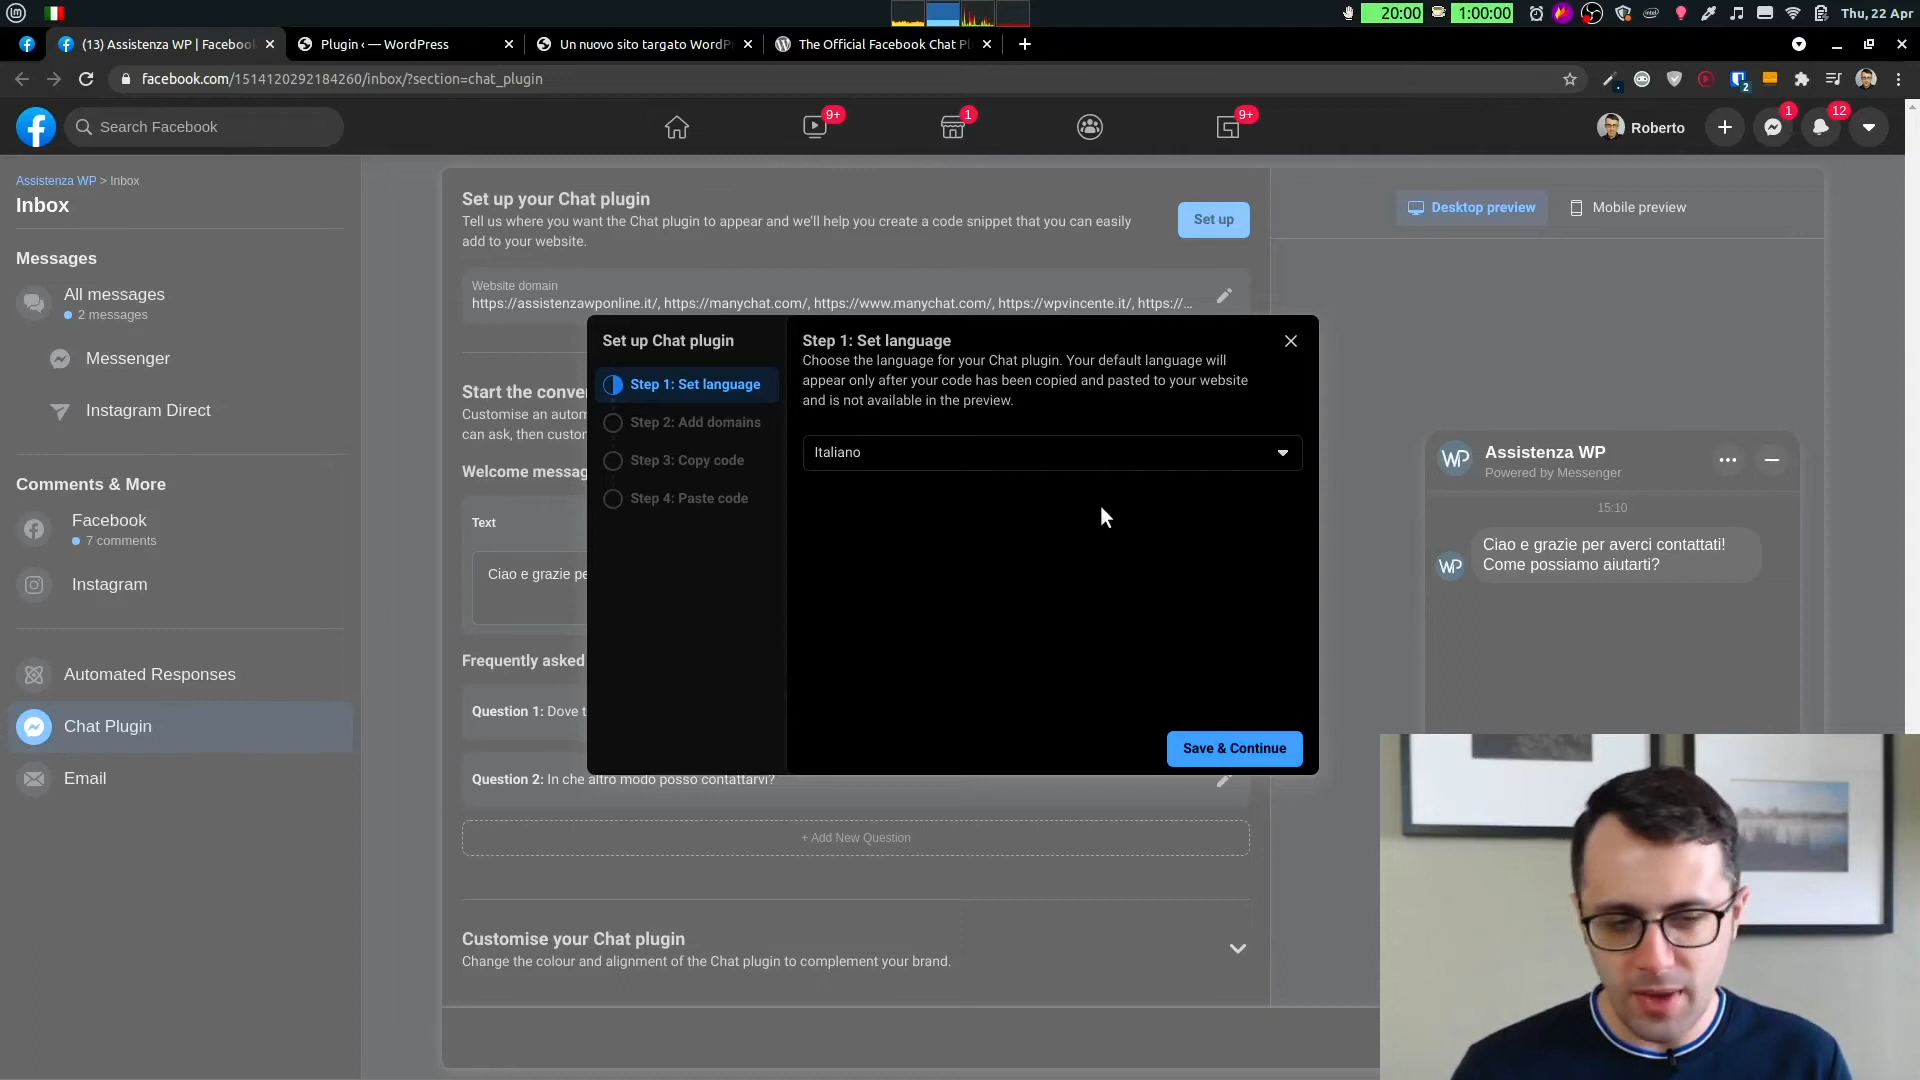 20:00
1:00:00
Thu, 22 Apr
(13) Assistenza WP | Facebook
Plugin ‹ — WordPress
Un nuovo sito targato WordPr
The Official Facebook Chat Pl
facebook.com/1514120292184260/inbox/?section=chat_plugin
2
Search Facebook
9+
1
9+
Roberto
1
12
Assistenza WP > Inbox
Inbox
Messages
All messages
2 messages
Messenger
Instagram Direct
Comments & More
Facebook
7 comments
Instagram
Automated Responses
Chat Plugin
Email
Set up your Chat plugin
Tell us where you want the Chat plugin to appear and we'll help you create a code snippet that you can easily
add to your website.
Set up
Website domain
https://assistenzawponline.it/, https://manychat.com/, https://www.manychat.com/, https://wpvincente.it/, https://...
Start the conver
Customise an autom
can ask, then custor
Welcome messag
Text
Ciao e grazie pe
Frequently asked
Question 1: Dove t
Question 2: In che altro modo posso contattarvi?
+ Add New Question
Customise your Chat plugin
Change the colour and alignment of the Chat plugin to complement your brand.
Set up Chat plugin
Step 1: Set language
Step 2: Add domains
Step 3: Copy code
Step 4: Paste code
Step 1: Set language
Choose the language for your Chat plugin. Your default language will
appear only after your code has been copied and pasted to your website
and is not available in the preview.
Italiano
Save & Continue
Desktop preview
Mobile preview
WP
Assistenza WP
Powered by Messenger
15:10
WP
Ciao e grazie per averci contattati!
Come possiamo aiutarti?